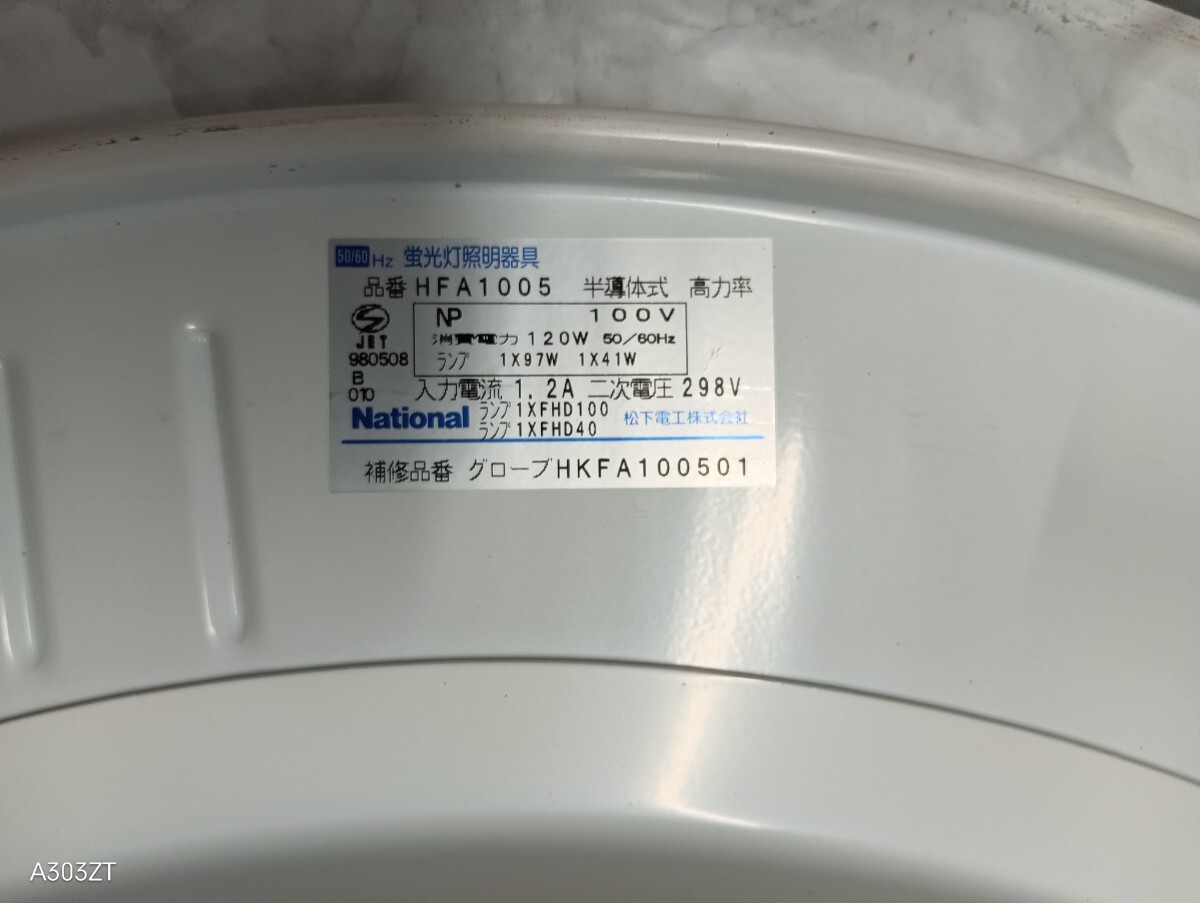 50/60 Hz 蛍光灯照明器具
品番 HFA1005 半導体式 高力率
NP 100V
消費電力 120W 50/60Hz
ランプ 1X97W 1X41W
JET
980508
B
010
入力電流 1.2A 二次電圧 298V
National ランプ 1XFHD100 松下電工株式会社
ランプ 1XFHD40
補修品番 グローブHKFA100501
A303ZT